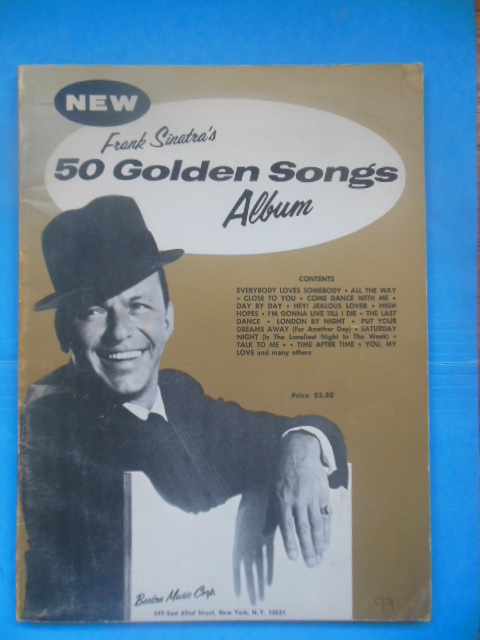 NEW
Frank Sinatra's
50 Golden Songs
Album
CONTENTS
EVERYBODY LOVES SOMEBODY • ALL THE WAY
• CLOSE TO YOU • COME DANCE WITH ME •
DAY BY DAY • HEY! JEALOUS LOVER • HIGH
HOPES • I'M GONNA LIVE TILL I DIE • THE LAST
DANCE • LONDON BY NIGHT • PUT YOUR
DREAMS AWAY (For Another Day) • SATURDAY
NIGHT (Is The Loneliest Night In The Week) •
TALK TO ME • • TIME AFTER TIME • YOU, MY
LOVE and many others
Price $3.50
Barton Music Corp.
549 East 62nd Street, New York, N. Y. 10021